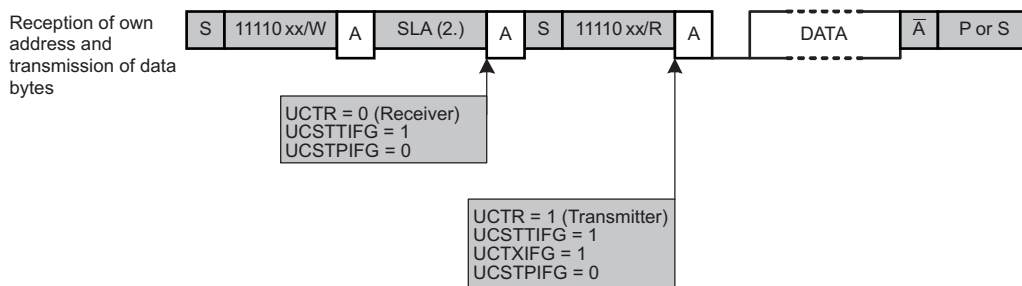 Reception of own
address and
transmission of data
bytes
S 11110 xx/W A SLA (2.) A S 11110 xx/R A DATA A̅ P or S
UCTR = 0 (Receiver)
UCSTTIFG = 1
UCSTPIFG = 0
UCTR = 1 (Transmitter)
UCSTTIFG = 1
UCTXIFG = 1
UCSTPIFG = 0